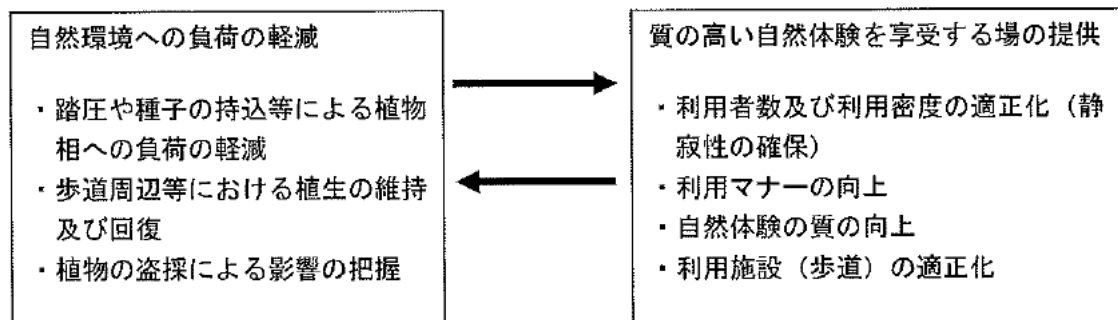 自然環境への負荷の軽減
・踏圧や種子の持込等による植物
相への負荷の軽減
・歩道周辺等における植生の維持
及び回復
・植物の盗採による影響の把握
質の高い自然体験を享受する場の提供
・利用者数及び利用密度の適正化（静
寂性の確保）
・利用マナーの向上
・自然体験の質の向上
・利用施設（歩道）の適正化